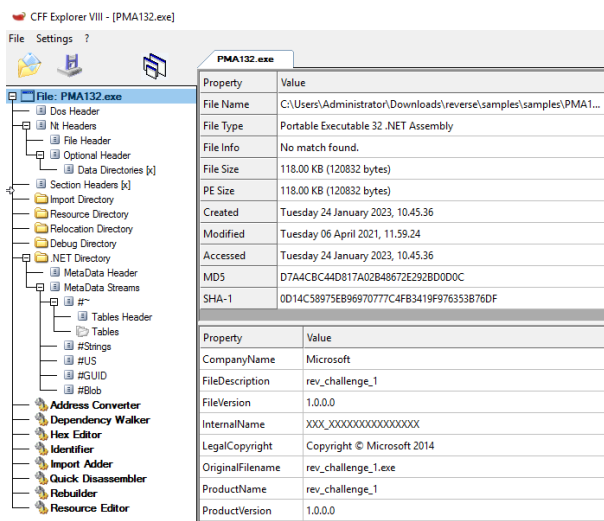 CFF Explorer VIII - [PMA132.exe]
File Settings ?
PMA132.exe
File: PMA132.exe
Dos Header
Nt Headers
File Header
Optional Header
Data Directories [x]
Section Headers [x]
Import Directory
Resource Directory
Relocation Directory
Debug Directory
.NET Directory
MetaData Header
MetaData Streams
#~
Tables Header
Tables
#Strings
#US
#GUID
#Blob
Address Converter
Dependency Walker
Hex Editor
Identifier
Import Adder
Quick Disassembler
Rebuilder
Resource Editor
Property Value
File Name C:\Users\Administrator\Downloads\reverse\samples\samples\PMA1...
File Type Portable Executable 32 .NET Assembly
File Info No match found.
File Size 118.00 KB (120832 bytes)
PE Size 118.00 KB (120832 bytes)
Created Tuesday 24 January 2023, 10.45.36
Modified Tuesday 06 April 2021, 11.59.24
Accessed Tuesday 24 January 2023, 10.45.36
MD5 D7A4CBC44D817A02B48672E292BD0D0C
SHA-1 0D14C58975EB96970777C4FB3419F976353B76DF
Property Value
CompanyName Microsoft
FileDescription rev_challenge_1
FileVersion 1.0.0.0
InternalName XXX_XXXXXXXXXXXXXXX
LegalCopyright Copyright © Microsoft 2014
OriginalFilename rev_challenge_1.exe
ProductName rev_challenge_1
ProductVersion 1.0.0.0